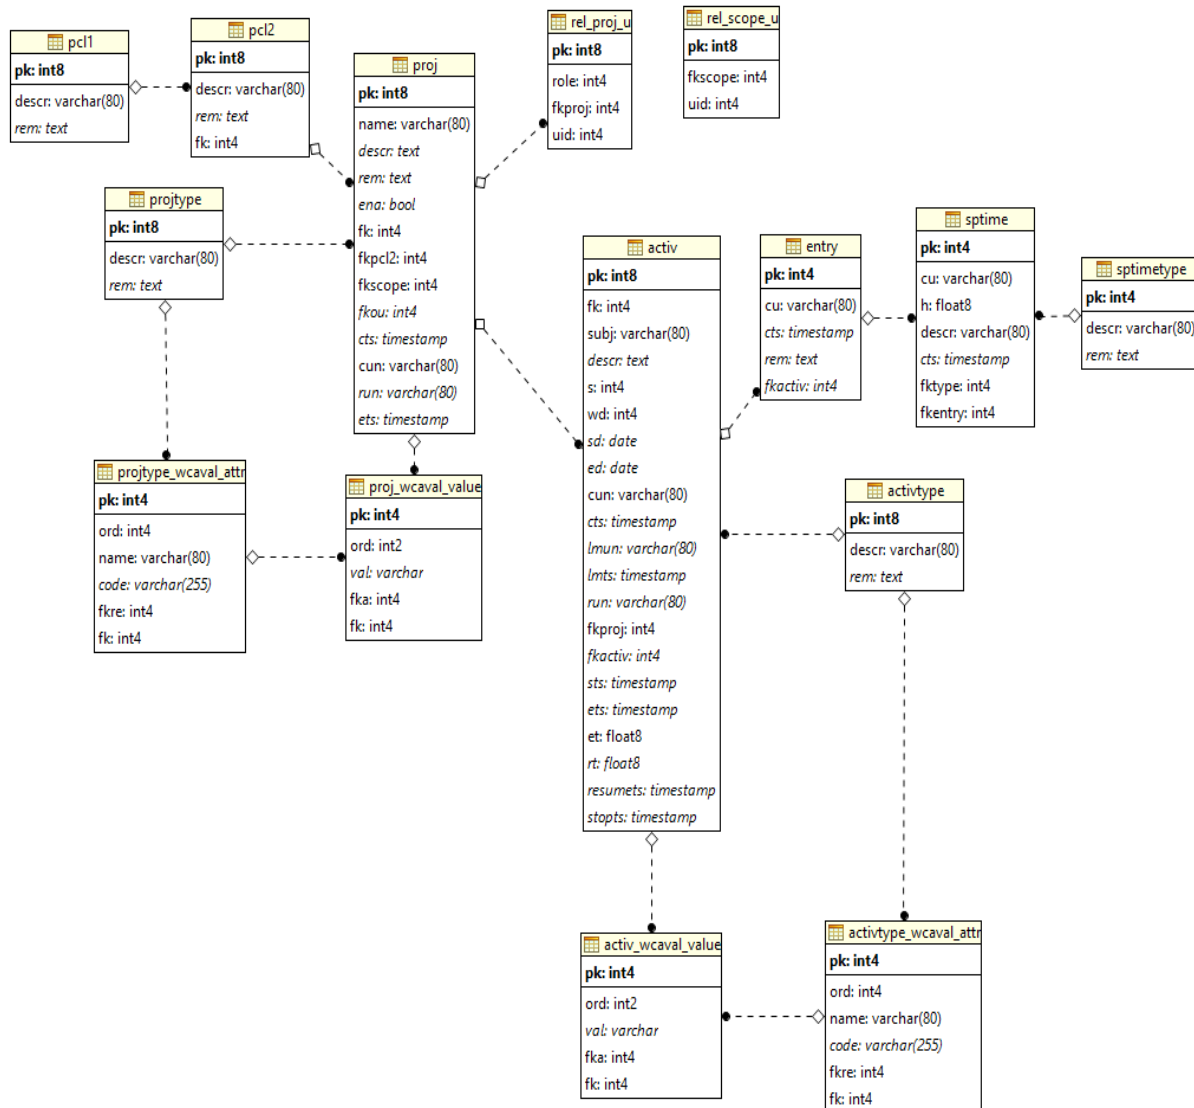 pcl1
pk: int8
descr: varchar(80)
rem: text
pcl2
pk: int8
descr: varchar(80)
rem: text
fk: int4
proj
pk: int8
name: varchar(80)
descr: text
rem: text
ena: bool
fk: int4
fkpcl2: int4
fkscope: int4
fkou: int4
cts: timestamp
cun: varchar(80)
run: varchar(80)
ets: timestamp
rel_proj_u
pk: int8
role: int4
fkproj: int4
uid: int4
rel_scope_u
pk: int8
fkscope: int4
uid: int4
projtype
pk: int8
descr: varchar(80)
rem: text
activ
pk: int8
fk: int4
subj: varchar(80)
descr: text
s: int4
wd: int4
sd: date
ed: date
cun: varchar(80)
cts: timestamp
lmun: varchar(80)
lmts: timestamp
run: varchar(80)
fkproj: int4
fkactiv: int4
sts: timestamp
ets: timestamp
et: float8
rt: float8
resumets: timestamp
stopts: timestamp
entry
pk: int4
cu: varchar(80)
cts: timestamp
rem: text
fkactiv: int4
sptime
pk: int4
cu: varchar(80)
h: float8
descr: varchar(80)
cts: timestamp
fktype: int4
fkentry: int4
sptimetype
pk: int4
descr: varchar(80)
rem: text
projtype_wcaval_attr
pk: int4
ord: int4
name: varchar(80)
code: varchar(255)
fkre: int4
fk: int4
proj_wcaval_value
pk: int4
ord: int2
val: varchar
fka: int4
fk: int4
activtype
pk: int8
descr: varchar(80)
rem: text
activ_wcaval_value
pk: int4
ord: int2
val: varchar
fka: int4
fk: int4
activtype_wcaval_attr
pk: int4
ord: int4
name: varchar(80)
code: varchar(255)
fkre: int4
fk: int4